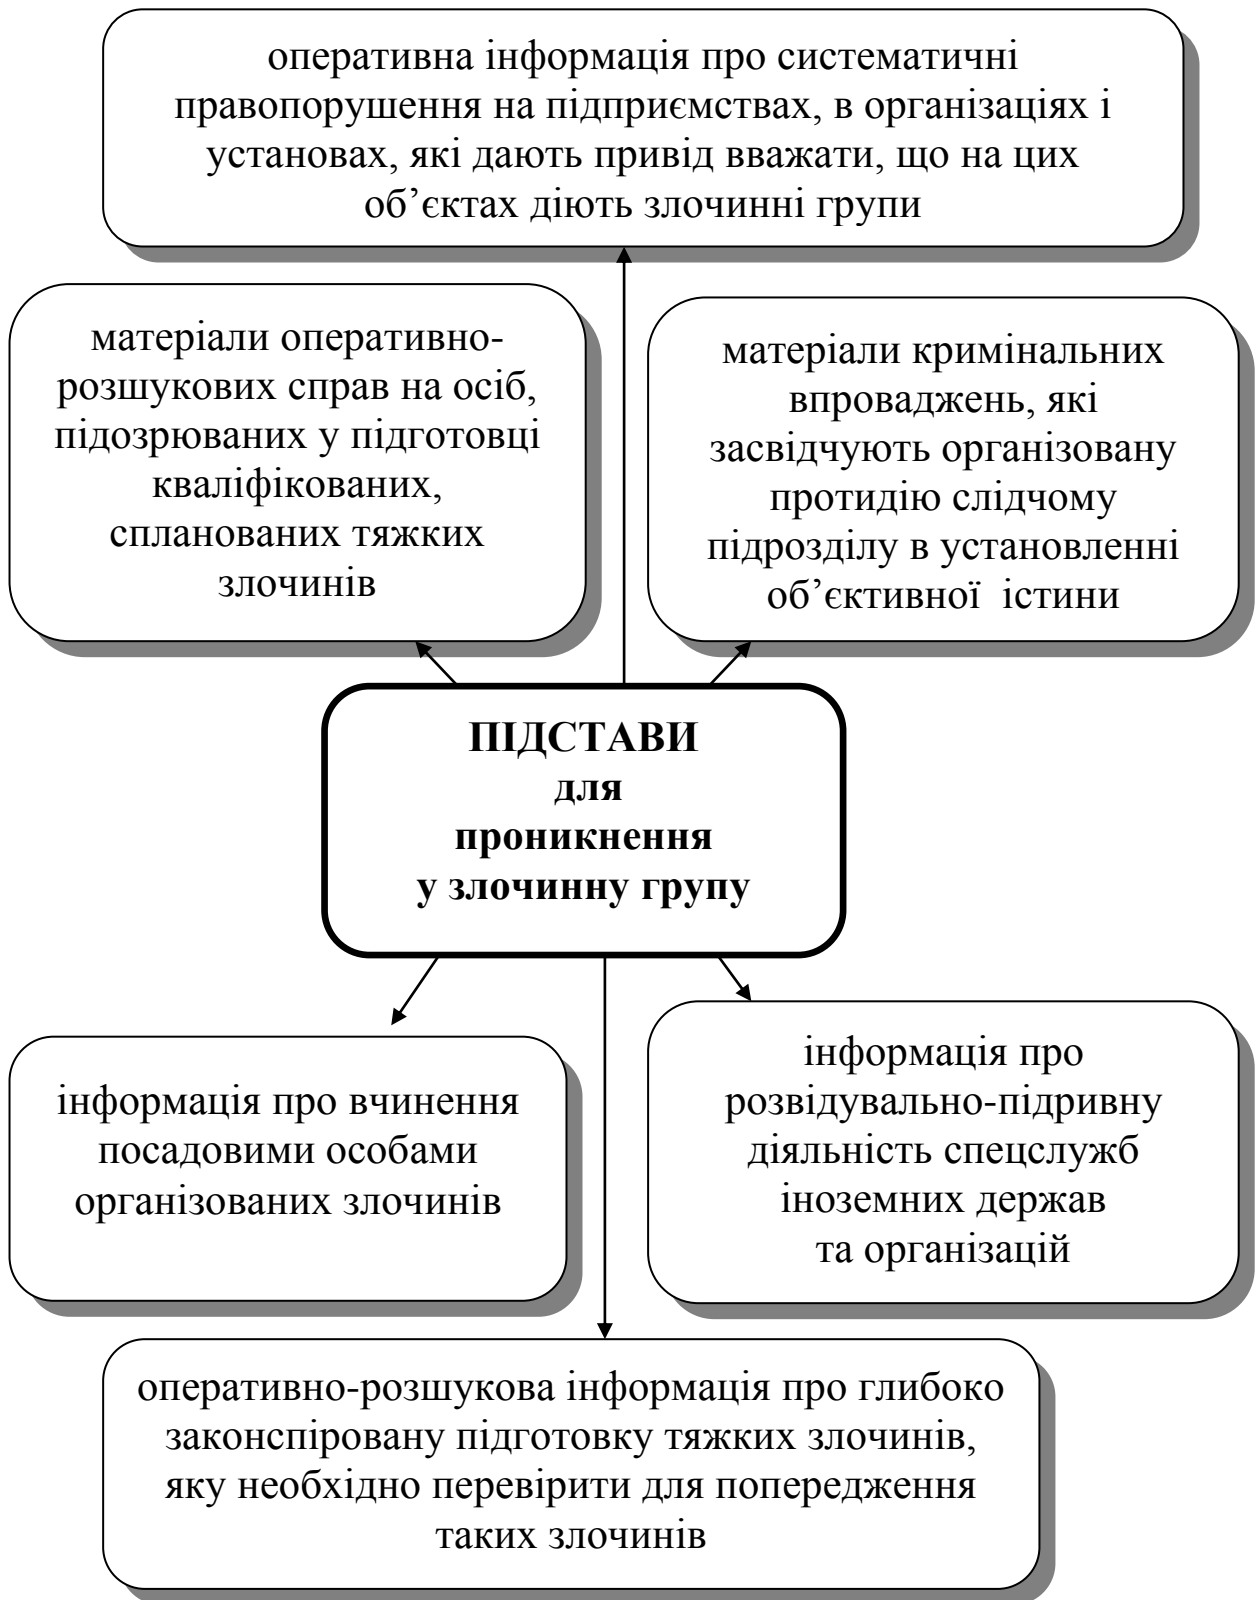 оперативна інформація про систематичні
правопорушення на підприємствах, в організаціях і
установах, які дають привід вважати, що на цих
об’єктах діють злочинні групи
матеріали оперативно-
розшукових справ на осіб,
підозрюваних у підготовці
кваліфікованих,
спланованих тяжких
злочинів
матеріали кримінальних
впроваджень, які
засвідчують організовану
протидію слідчому
підрозділу в установленні
об’єктивної істини
ПІДСТАВИ
для
проникнення
у злочинну групу
інформація про вчинення
посадовими особами
організованих злочинів
інформація про
розвідувально-підривну
діяльність спецслужб
іноземних держав
та організацій
оперативно-розшукова інформація про глибоко
законспіровану підготовку тяжких злочинів,
яку необхідно перевірити для попередження
таких злочинів